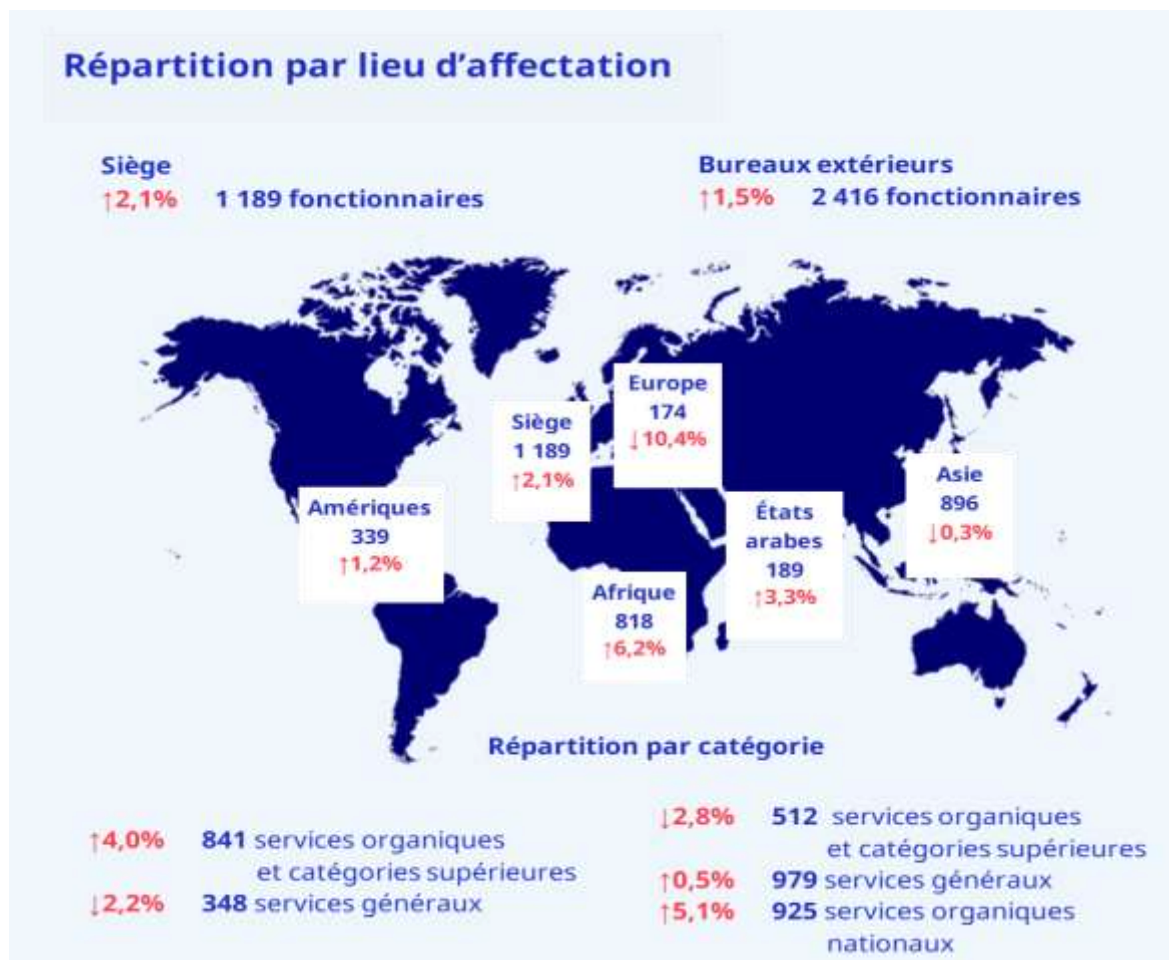 Répartition par lieu d’affectation
Siège
↑2,1% 1 189 fonctionnaires
Bureaux extérieurs
↑1,5% 2 416 fonctionnaires
Europe
174
↓10,4%
Siège
1 189
↑2,1%
Asie
896
↓0,3%
Amériques
339
↑1,2%
États
arabes
189
↑3,3%
Afrique
818
↑6,2%
Répartition par catégorie
↑4,0% 841 services organiques
et catégories supérieures
↓2,2% 348 services généraux
↓2,8% 512 services organiques
et catégories supérieures
↑0,5% 979 services généraux
↑5,1% 925 services organiques
nationaux